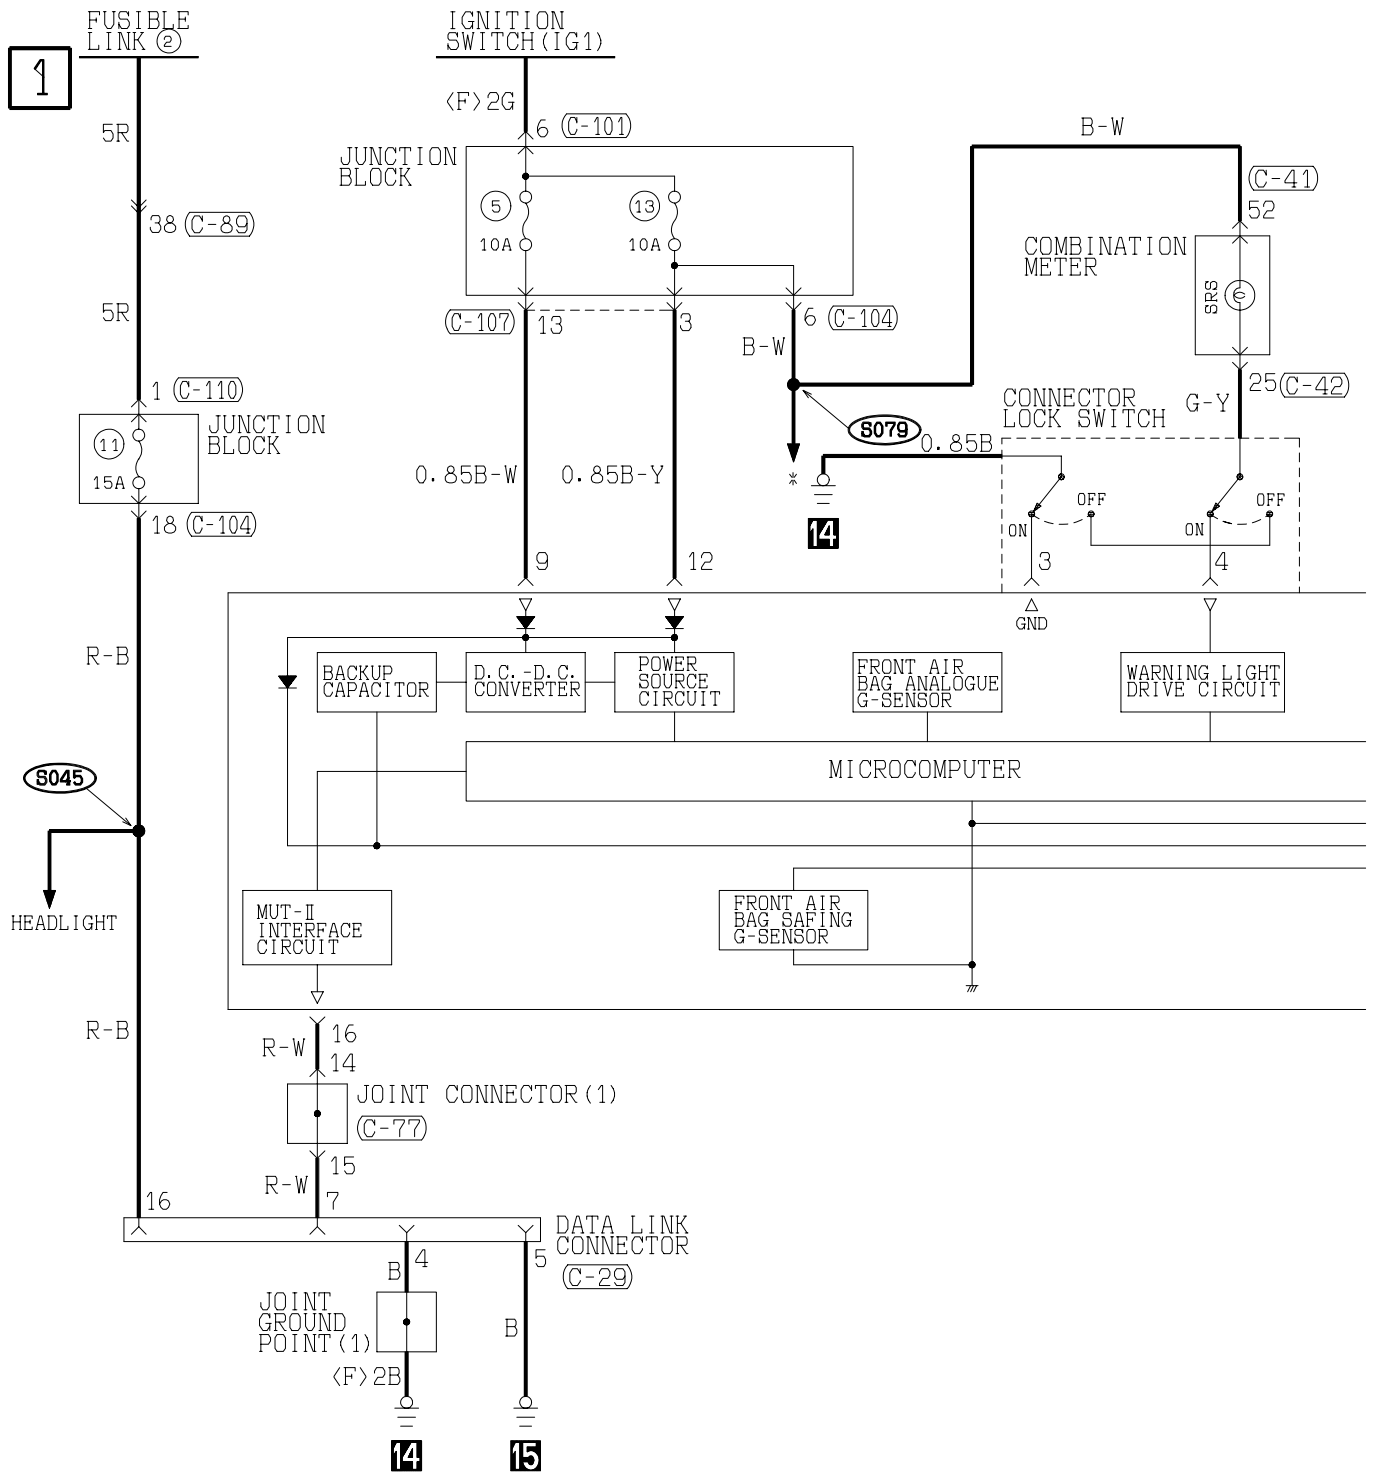 1
FUSIBLE
LINK ②
IGNITION
SWITCH(IG1)
5R
<F>2G
6 (C-101)
B-W
JUNCTION
BLOCK
(C-41)
52
5
10A
13
10A
38 (C-89)
COMBINATION
METER
SRS
5R
(C-107) 13
3
6 (C-104)
B-W
1 (C-110)
25 (C-42)
G-Y
CONNECTOR
LOCK SWITCH
JUNCTION
BLOCK
11
15A
S079
0.85B
0.85B-W
0.85B-Y
*
14
ON
OFF
ON
OFF
18 (C-104)
9
12
3
4
GND
R-B
BACKUP
CAPACITOR
D.C.-D.C.
CONVERTER
POWER
SOURCE
CIRCUIT
FRONT AIR
BAG ANALOGUE
G-SENSOR
WARNING LIGHT
DRIVE CIRCUIT
MICROCOMPUTER
S045
HEADLIGHT
MUT-Ⅱ
INTERFACE
CIRCUIT
FRONT AIR
BAG SAFING
G-SENSOR
R-B
16
R-W
14
JOINT CONNECTOR(1)
(C-77)
15
R-W
7
16
DATA LINK
CONNECTOR
(C-29)
4
5
B
JOINT
GROUND
POINT(1)
B
<F>2B
14
15